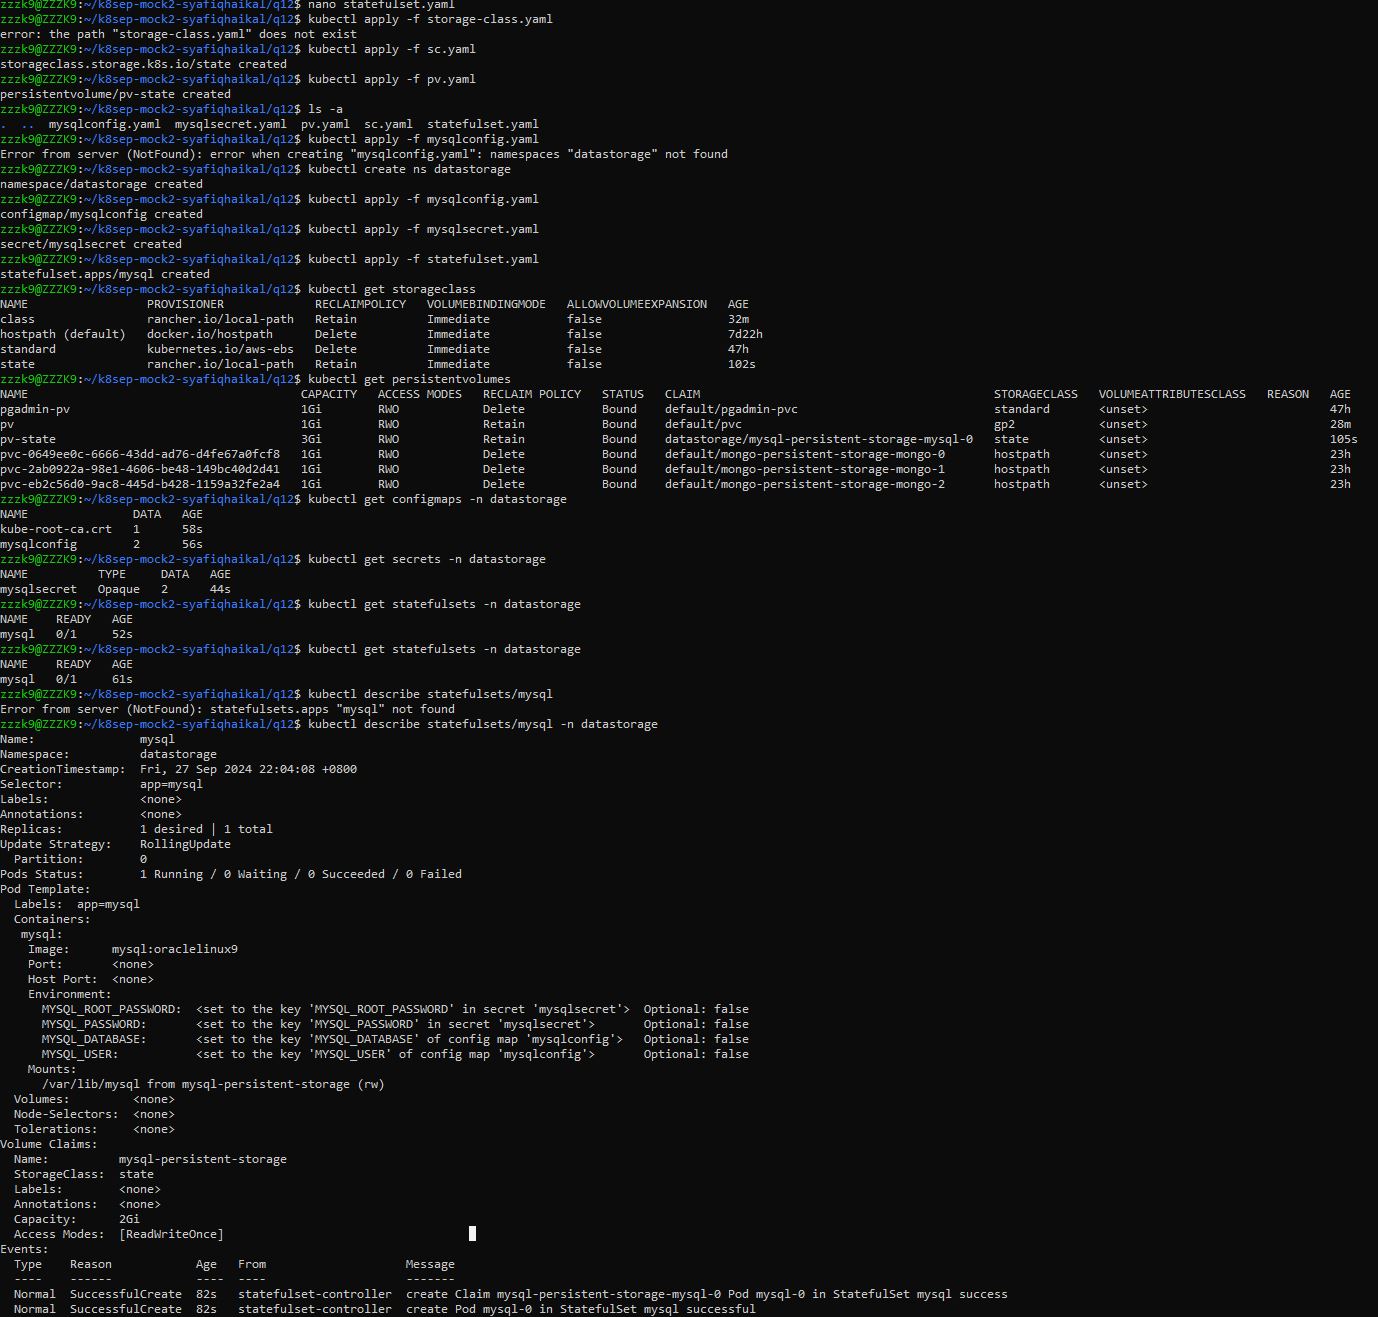 zzzk9@ZZZK9:~/k8sep-mock2-syafiqhaikal/q12$ nano statefulset.yaml
zzzk9@ZZZK9:~/k8sep-mock2-syafiqhaikal/q12$ kubectl apply -f storage-class.yaml
error: the path "storage-class.yaml" does not exist
zzzk9@ZZZK9:~/k8sep-mock2-syafiqhaikal/q12$ kubectl apply -f sc.yaml
storageclass.storage.k8s.io/state created
zzzk9@ZZZK9:~/k8sep-mock2-syafiqhaikal/q12$ kubectl apply -f pv.yaml
persistentvolume/pv-state created
zzzk9@ZZZK9:~/k8sep-mock2-syafiqhaikal/q12$ ls -a
.  ..  mysqlconfig.yaml  mysqlsecret.yaml  pv.yaml  sc.yaml  statefulset.yaml
zzzk9@ZZZK9:~/k8sep-mock2-syafiqhaikal/q12$ kubectl apply -f mysqlconfig.yaml
Error from server (NotFound): error when creating "mysqlconfig.yaml": namespaces "datastorage" not found
zzzk9@ZZZK9:~/k8sep-mock2-syafiqhaikal/q12$ kubectl create ns datastorage
namespace/datastorage created
zzzk9@ZZZK9:~/k8sep-mock2-syafiqhaikal/q12$ kubectl apply -f mysqlconfig.yaml
configmap/mysqlconfig created
zzzk9@ZZZK9:~/k8sep-mock2-syafiqhaikal/q12$ kubectl apply -f mysqlsecret.yaml
secret/mysqlsecret created
zzzk9@ZZZK9:~/k8sep-mock2-syafiqhaikal/q12$ kubectl apply -f statefulset.yaml
statefulset.apps/mysql created
zzzk9@ZZZK9:~/k8sep-mock2-syafiqhaikal/q12$ kubectl get storageclass
NAME                 PROVISIONER             RECLAIMPOLICY   VOLUMEBINDINGMODE   ALLOWVOLUMEEXPANSION   AGE
class                rancher.io/local-path   Retain          Immediate           false                  32m
hostpath (default)   docker.io/hostpath      Delete          Immediate           false                  7d22h
standard             kubernetes.io/aws-ebs   Delete          Immediate           false                  47h
state                rancher.io/local-path   Retain          Immediate           false                  102s
zzzk9@ZZZK9:~/k8sep-mock2-syafiqhaikal/q12$ kubectl get persistentvolumes
NAME                                       CAPACITY   ACCESS MODES   RECLAIM POLICY   STATUS   CLAIM                                          STORAGECLASS   VOLUMEATTRIBUTESCLASS   REASON   AGE
pgadmin-pv                                 1Gi        RWO            Delete           Bound    default/pgadmin-pvc                            standard       <unset>                          47h
pv                                         1Gi        RWO            Retain           Bound    default/pvc                                    gp2            <unset>                          28m
pv-state                                   3Gi        RWO            Retain           Bound    datastorage/mysql-persistent-storage-mysql-0   state          <unset>                          105s
pvc-0649ee0c-6666-43dd-ad76-d4fe67a0fcf8   1Gi        RWO            Delete           Bound    default/mongo-persistent-storage-mongo-0       hostpath       <unset>                          23h
pvc-2ab0922a-98e1-4606-be48-149bc40d2d41   1Gi        RWO            Delete           Bound    default/mongo-persistent-storage-mongo-1       hostpath       <unset>                          23h
pvc-eb2c56d0-9ac8-445d-b428-1159a32fe2a4   1Gi        RWO            Delete           Bound    default/mongo-persistent-storage-mongo-2       hostpath       <unset>                          23h
zzzk9@ZZZK9:~/k8sep-mock2-syafiqhaikal/q12$ kubectl get configmaps -n datastorage
NAME               DATA   AGE
kube-root-ca.crt   1      58s
mysqlconfig        2      56s
zzzk9@ZZZK9:~/k8sep-mock2-syafiqhaikal/q12$ kubectl get secrets -n datastorage
NAME          TYPE     DATA   AGE
mysqlsecret   Opaque   2      44s
zzzk9@ZZZK9:~/k8sep-mock2-syafiqhaikal/q12$ kubectl get statefulsets -n datastorage
NAME    READY   AGE
mysql   0/1     52s
zzzk9@ZZZK9:~/k8sep-mock2-syafiqhaikal/q12$ kubectl get statefulsets -n datastorage
NAME    READY   AGE
mysql   0/1     61s
zzzk9@ZZZK9:~/k8sep-mock2-syafiqhaikal/q12$ kubectl describe statefulsets/mysql
Error from server (NotFound): statefulsets.apps "mysql" not found
zzzk9@ZZZK9:~/k8sep-mock2-syafiqhaikal/q12$ kubectl describe statefulsets/mysql -n datastorage
Name:               mysql
Namespace:          datastorage
CreationTimestamp:  Fri, 27 Sep 2024 22:04:08 +0800
Selector:           app=mysql
Labels:             <none>
Annotations:        <none>
Replicas:           1 desired | 1 total
Update Strategy:    RollingUpdate
  Partition:        0
Pods Status:        1 Running / 0 Waiting / 0 Succeeded / 0 Failed
Pod Template:
  Labels:  app=mysql
  Containers:
   mysql:
    Image:      mysql:oraclelinux9
    Port:       <none>
    Host Port:  <none>
    Environment:
      MYSQL_ROOT_PASSWORD:  <set to the key 'MYSQL_ROOT_PASSWORD' in secret 'mysqlsecret'>  Optional: false
      MYSQL_PASSWORD:       <set to the key 'MYSQL_PASSWORD' in secret 'mysqlsecret'>       Optional: false
      MYSQL_DATABASE:       <set to the key 'MYSQL_DATABASE' of config map 'mysqlconfig'>   Optional: false
      MYSQL_USER:           <set to the key 'MYSQL_USER' of config map 'mysqlconfig'>       Optional: false
    Mounts:
      /var/lib/mysql from mysql-persistent-storage (rw)
  Volumes:         <none>
  Node-Selectors:  <none>
  Tolerations:     <none>
Volume Claims:
  Name:          mysql-persistent-storage
  StorageClass:  state
  Labels:        <none>
  Annotations:   <none>
  Capacity:      2Gi
  Access Modes:  [ReadWriteOnce]
Events:
  Type    Reason            Age   From                    Message
  ----    ------            ----  ----                    -------
  Normal  SuccessfulCreate  82s   statefulset-controller  create Claim mysql-persistent-storage-mysql-0 Pod mysql-0 in StatefulSet mysql success
  Normal  SuccessfulCreate  82s   statefulset-controller  create Pod mysql-0 in StatefulSet mysql successful